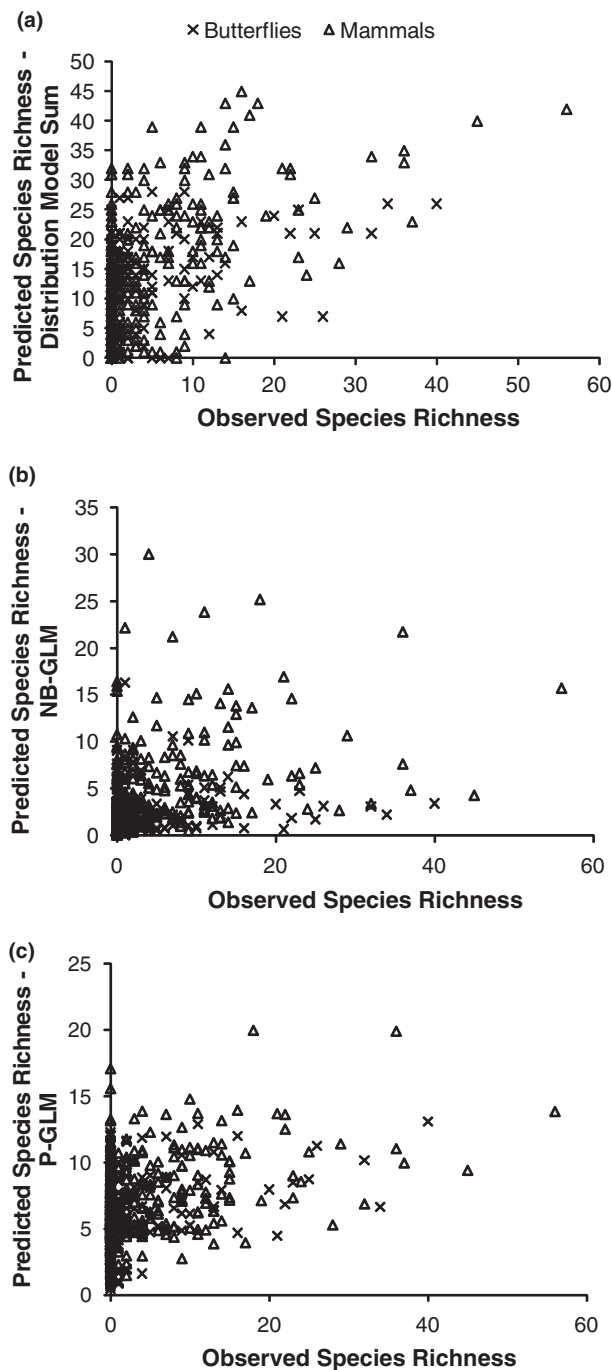 (a)
× Butterflies △ Mammals
50
45
40
35
30
25
20
15
10
5
0
Predicted Species Richness -
Distribution Model Sum
0 10 20 30 40 50 60
Observed Species Richness
(b)
35
30
25
20
15
10
5
0
Predicted Species Richness -
NB-GLM
0 20 40 60
Observed Species Richness
(c)
25
20
15
10
5
0
Predicted Species Richness -
P-GLM
0 20 40 60
Observed Species Richness